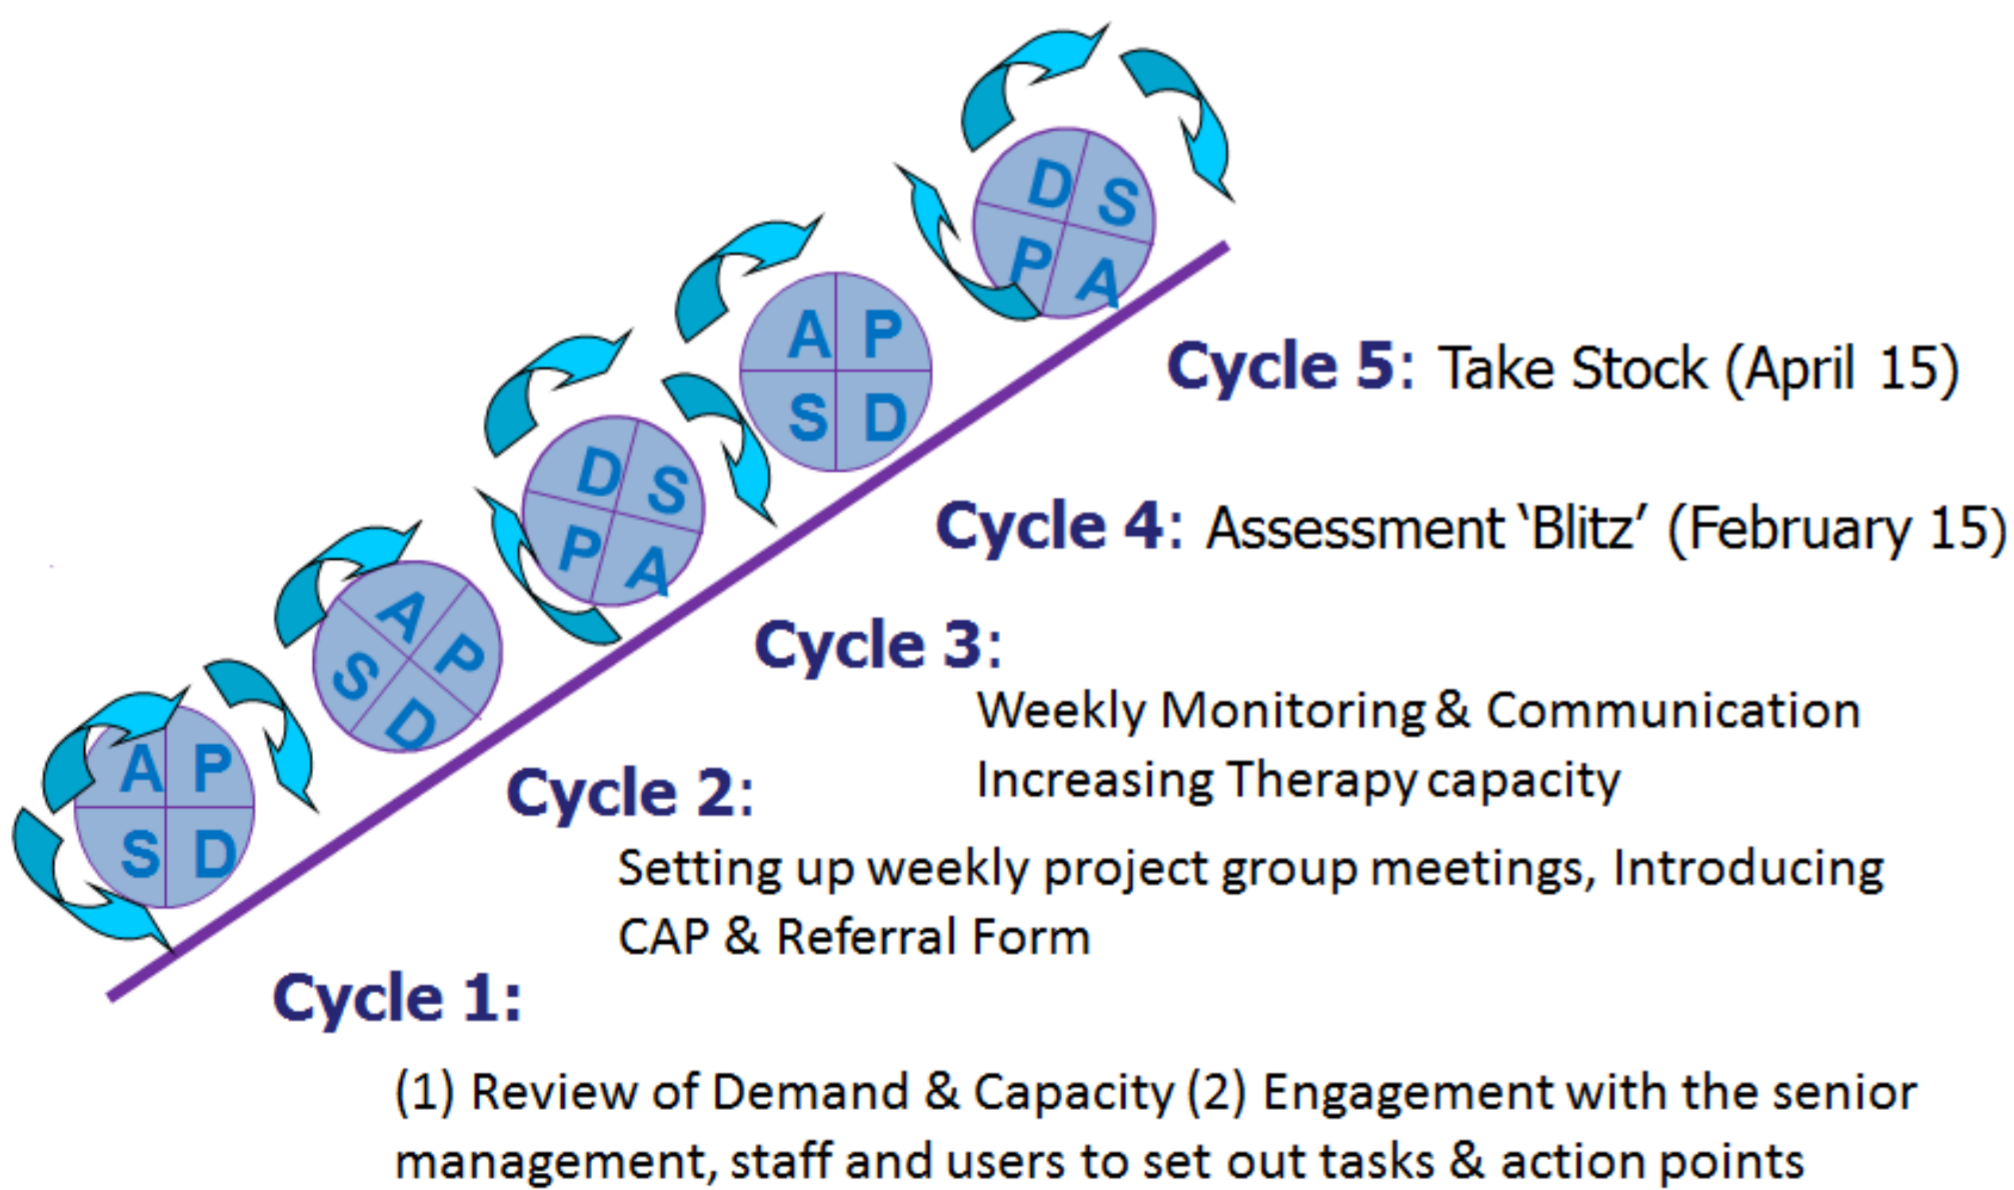 D S
P A
A P
S D
D S
P A
A P
S D
A P
S D
Cycle 5: Take Stock (April 15)
Cycle 4: Assessment ‘Blitz’ (February 15)
Cycle 3:
Weekly Monitoring & Communication
Increasing Therapy capacity
Cycle 2:
Setting up weekly project group meetings, Introducing
CAP & Referral Form
Cycle 1:
(1) Review of Demand & Capacity (2) Engagement with the senior
management, staff and users to set out tasks & action points